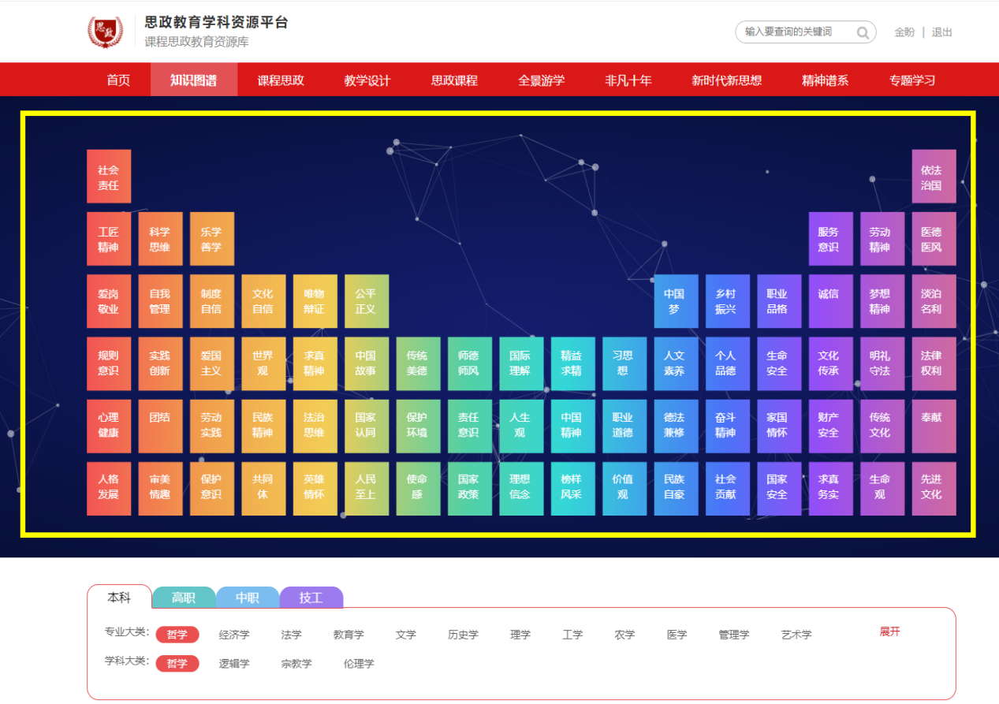 思政
思政教育学科资源平台
课程思政教育资源库
输入要查询的关键词
金盼 | 退出
首页 知识图谱 课程思政 教学设计 思政课程 全景游学 非凡十年 新时代新思想 精神谱系 专题学习
社会 依法
责任 治国
工匠 科学 乐学 服务 劳动 医德
精神 思维 善学 意识 精神 医风
爱岗 自我 制度 文化 唯物 公平 中国 乡村 职业 诚信 梦想 淡泊
敬业 管理 自信 自信 辩证 正义 梦 振兴 品格 精神 名利
规则 实践 爱国 世界 求真 中国 传统 师德 国际 精益 习思 人文 个人 生命 文化 明礼 法律
意识 创新 主义 观 精神 故事 美德 师风 理解 求精 想 素养 品德 安全 传承 守法 权利
心理 团结 劳动 民族 法治 国家 保护 责任 人生 中国 职业 德法 奋斗 家国 财产 传统 奉献
健康 实践 精神 思维 认同 环境 意识 观 精神 道德 兼修 精神 情怀 安全 文化
人格 审美 保护 共同 英雄 人民 使命 国家 理想 榜样 价值 民族 社会 国家 求真 生命 先进
发展 情趣 意识 体 情怀 至上 感 政策 信念 风采 观 自豪 贡献 安全 务实 观 文化
本科 高职 中职 技工
专业大类： 哲学 经济学 法学 教育学 文学 历史学 理学 工学 农学 医学 管理学 艺术学 展开
学科大类： 哲学 逻辑学 宗教学 伦理学